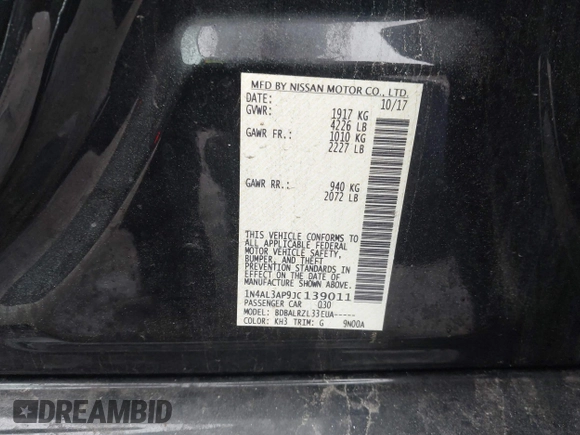 MFD BY NISSAN MOTOR CO., LTD.
DATE: 10/17
GVWR: 1917 KG
4226 LB
GAWR FR.: 1010 KG
2227 LB
GAWR RR.: 940 KG
2072 LB
THIS VEHICLE CONFORMS TO
ALL APPLICABLE FEDERAL
MOTOR VEHICLE SAFETY,
BUMPER, AND THEFT
PREVENTION STANDARDS IN
EFFECT ON THE DATE OF
MANUFACTURE SHOWN ABOVE.
1N4AL3AP9JC139011
PASSENGER CAR Q30
MODEL: BDBALRZL33EUA-----
COLOR: KH3 TRIM: G 9N00A
DREAMBID